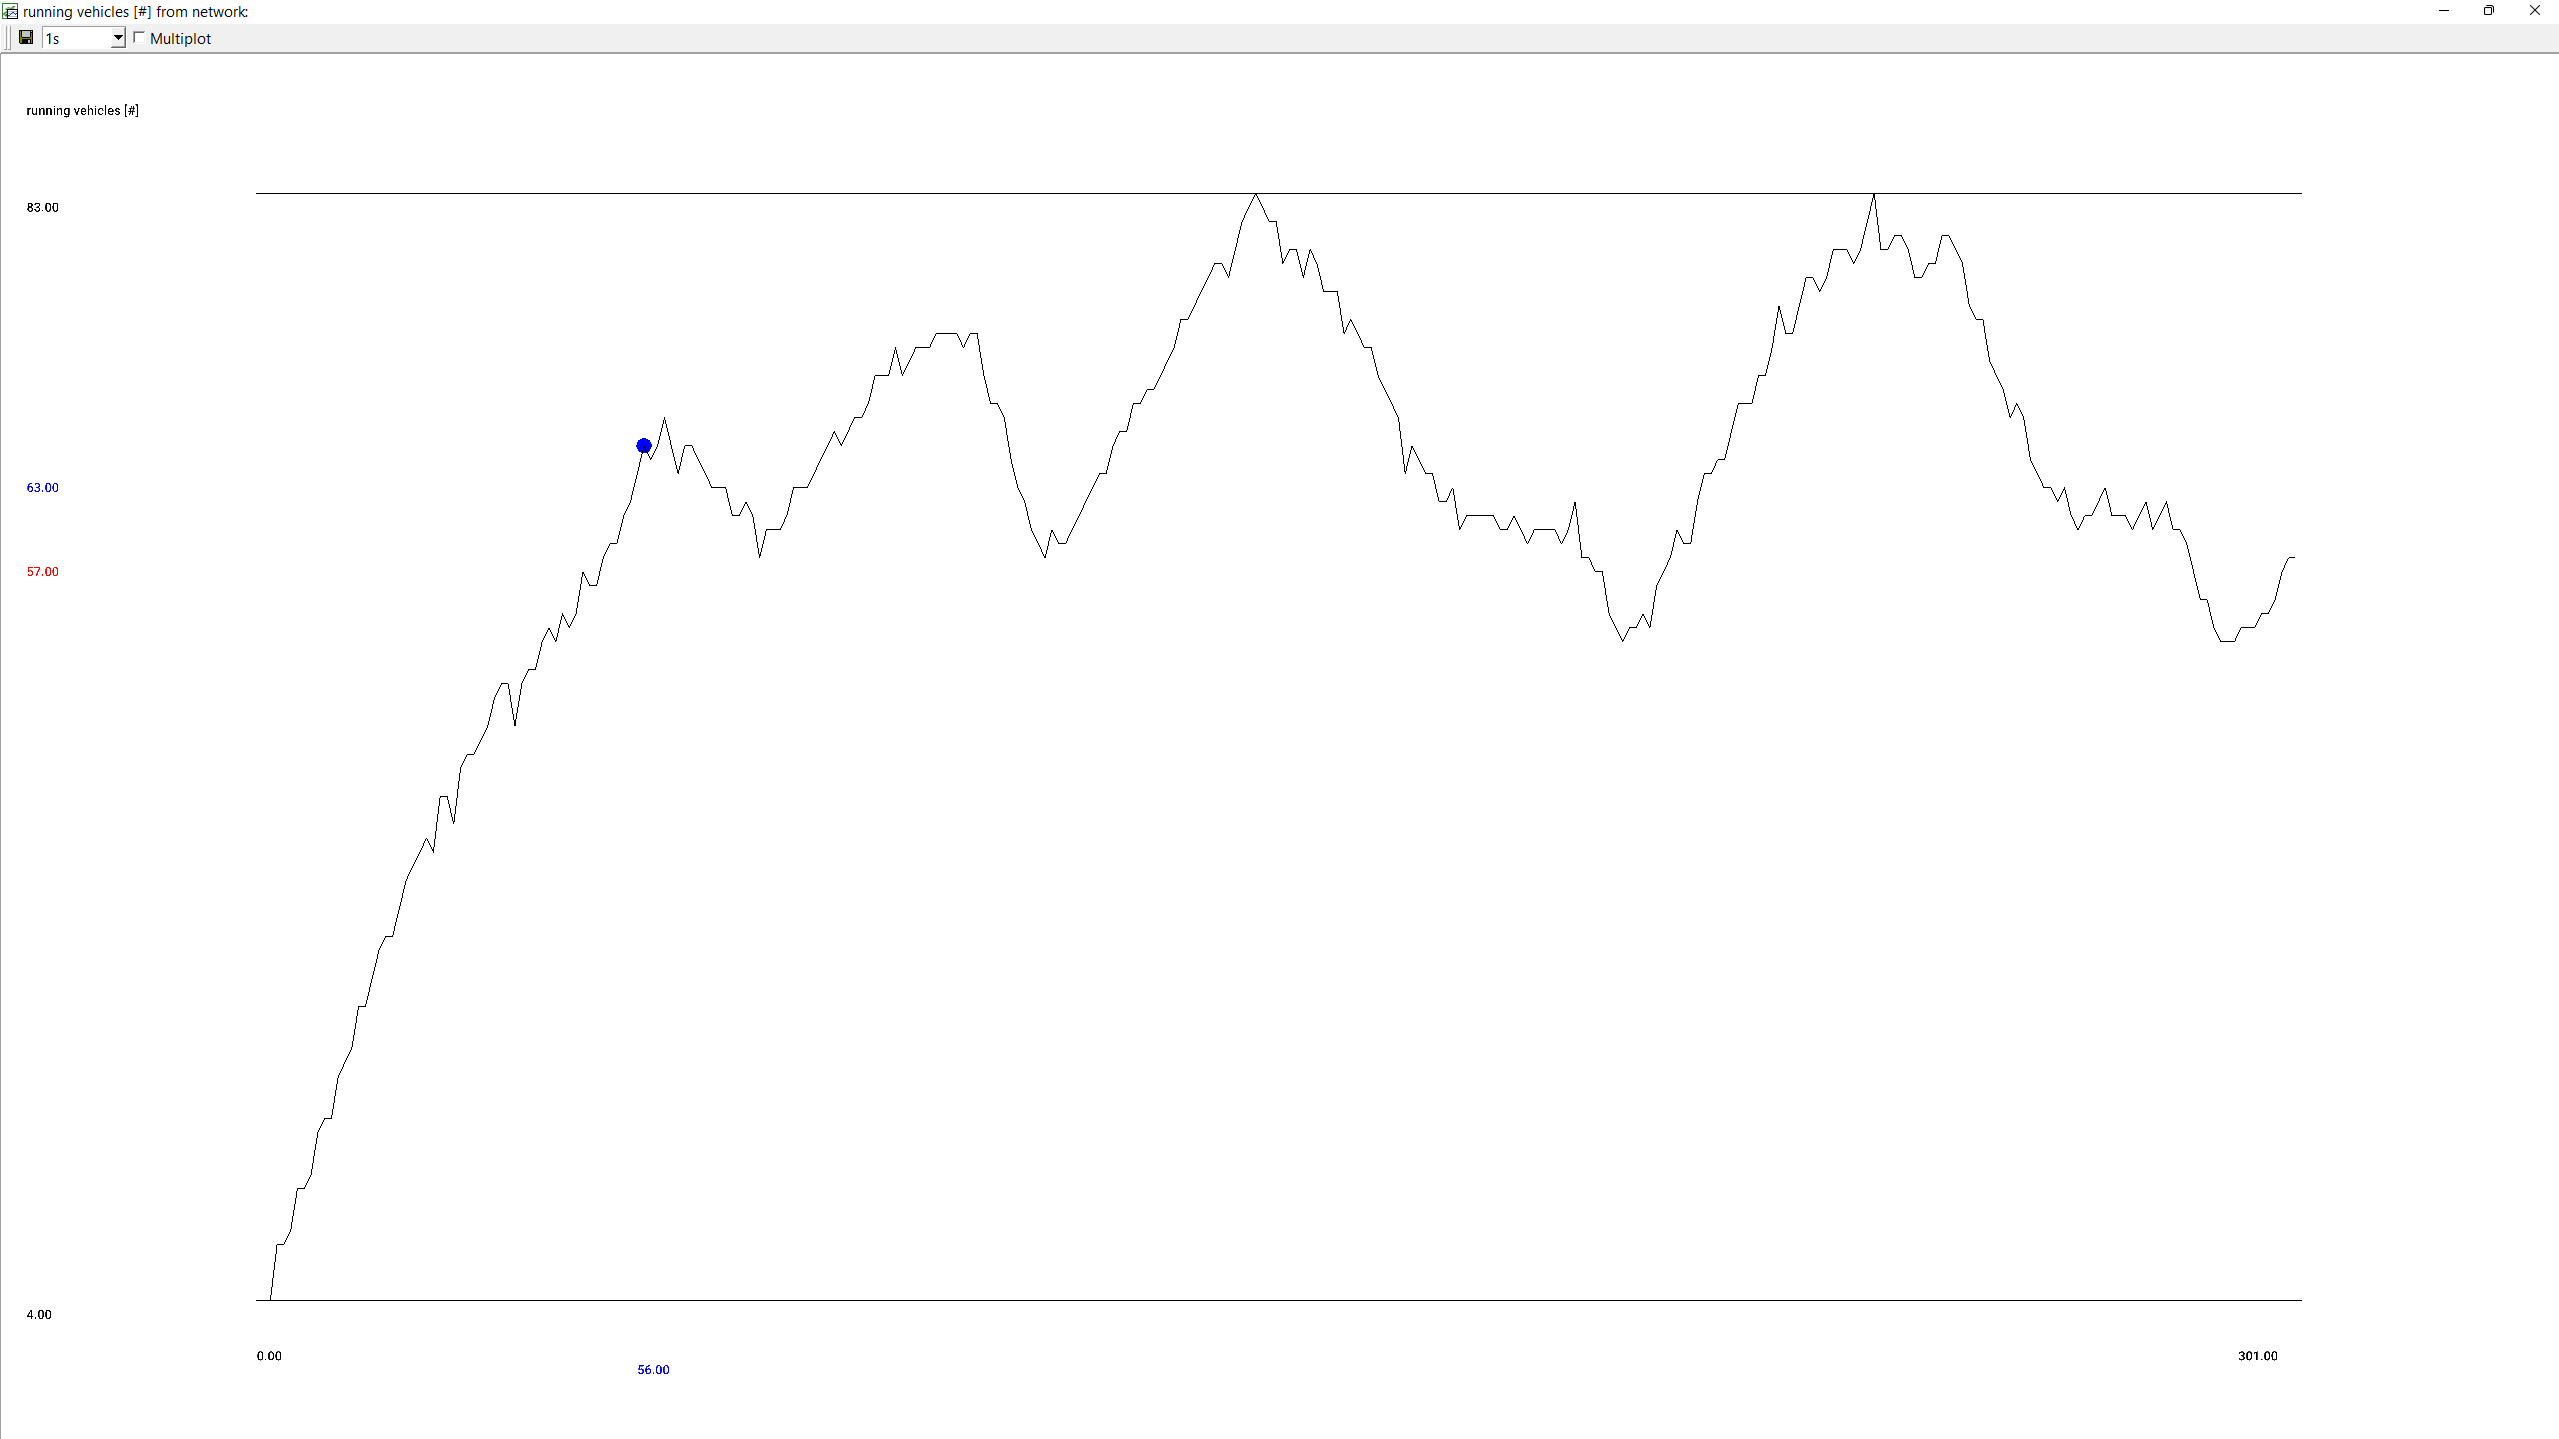 running vehicles [#] from network:
1s Multiplot
running vehicles [#]
83.00
63.00
57.00
4.00
0.00 301.00
56.00